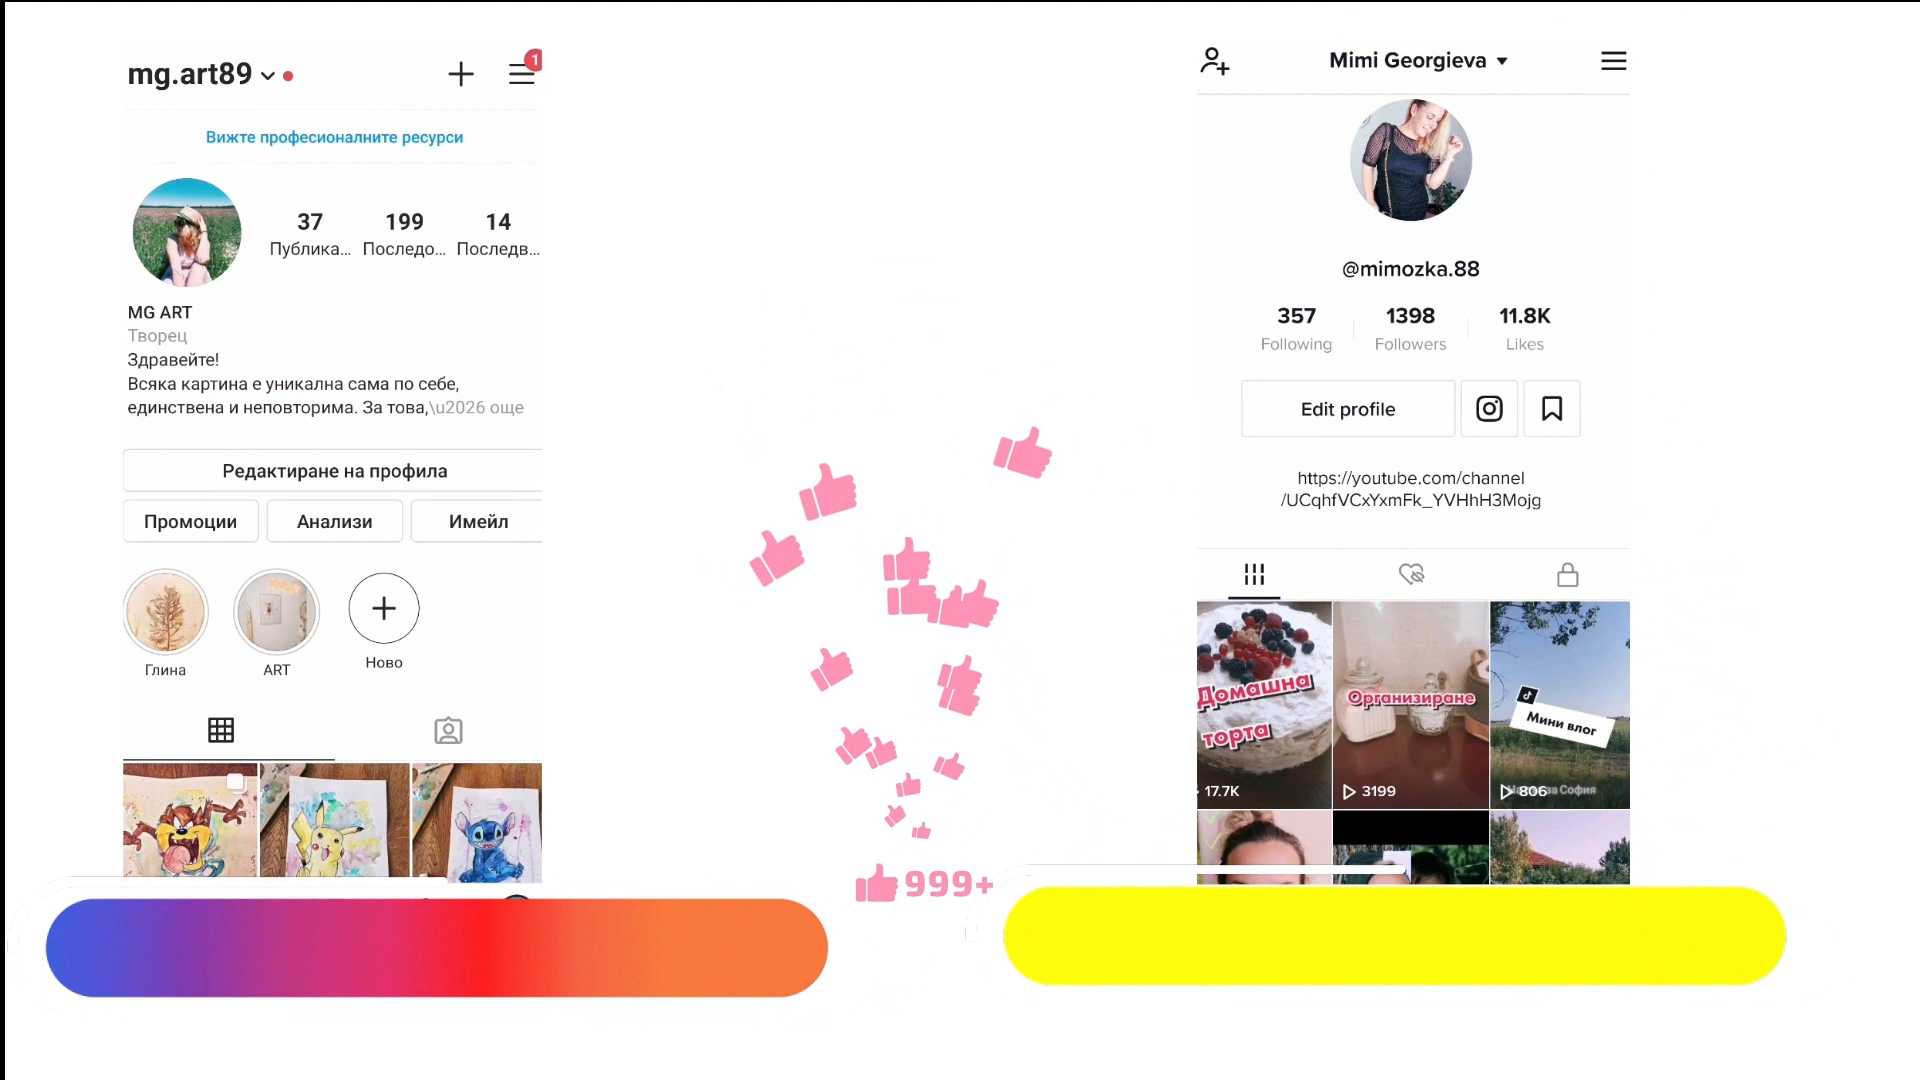 mg.art89
1
Вижте професионалните ресурси
37 199 14
Публика... Последо... Последв...
MG ART
Творец
Здравейте!
Всяка картина е уникална сама по себе,
единствена и неповторима. За това,\u2026 още
Редактиране на профила
Промоции Анализи Имейл
Глина ART Ново
999+
Mimi Georgieva
@mimozka.88
357 1398 11.8K
Following Followers Likes
Edit profile
https://youtube.com/channel
/UCqhfVCxYxmFk_YVHhH3Mojg
Домашна
торта
17.7K
Организиране
3199
Мини влог
806
София